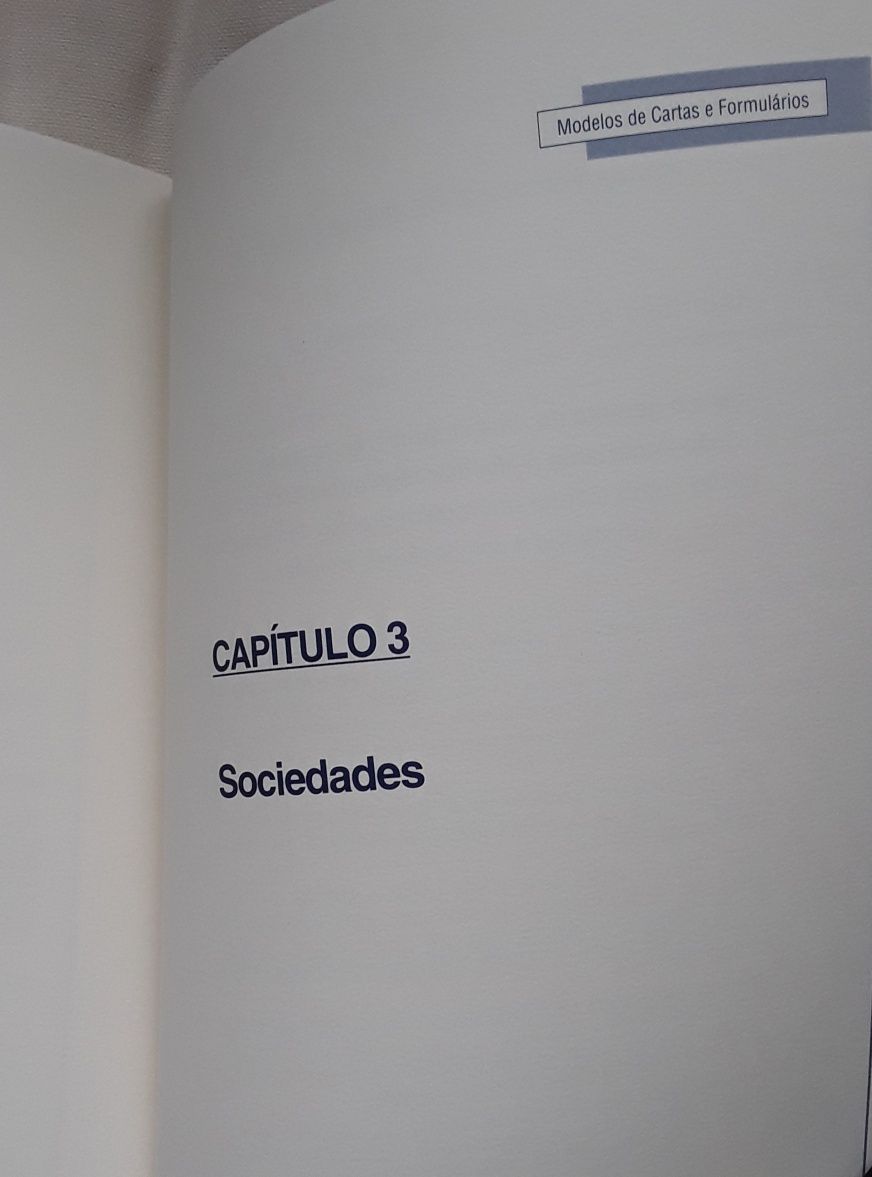 Modelos de Cartas e Formulários
CAPÍTULO 3
Sociedades